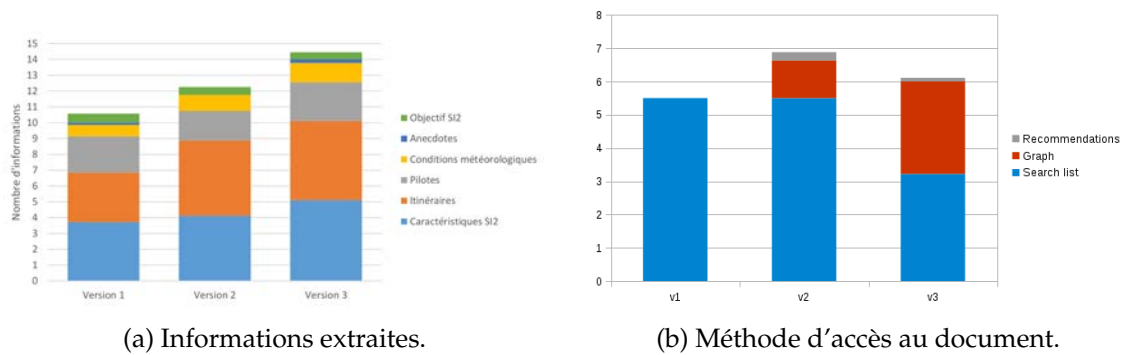 15
14
13
12
11
10
9
8
7
6
5
4
3
2
1
0
Nombre d'informations
Version 1
Version 2
Version 3
Objectif SI2
Anecdotes
Conditions météorologiques
Pilotes
Itinéraires
Caractéristiques SI2
(a) Informations extraites.
8
7
6
5
4
3
2
1
0
v1
v2
v3
Recommendations
Graph
Search list
(b) Méthode d'accès au document.